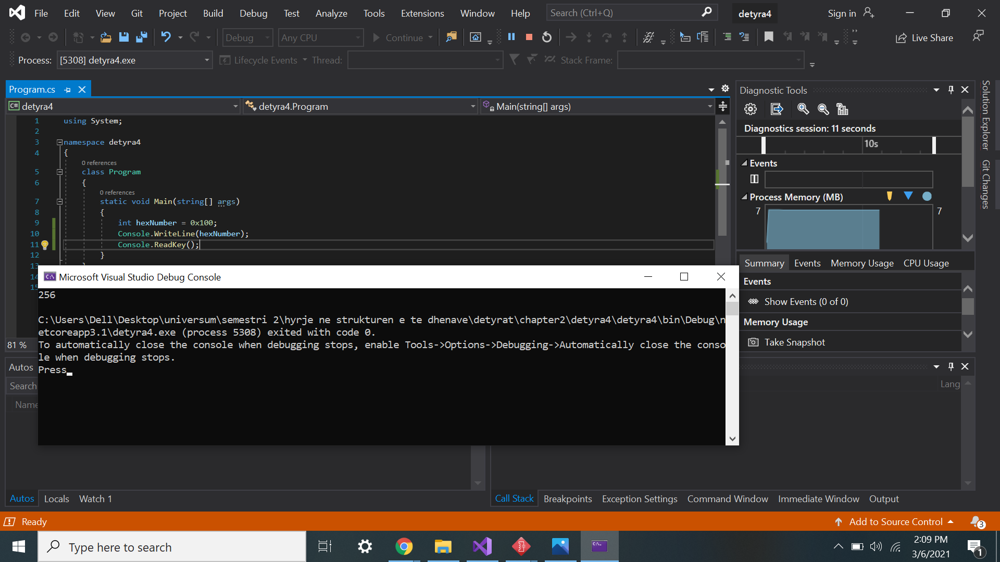 File Edit View Git Project Build Debug Test Analyze Tools Extensions Window Help Search (Ctrl+Q) detyra4 Sign in
Debug Any CPU Continue Live Share
Process: [5308] detyra4.exe Lifecycle Events Thread: Stack Frame:
Program.cs
C# detyra4 detyra4.Program Main(string[] args)
1 using System;
2
3 namespace detyra4
4 {
0 references
5 class Program
6 {
0 references
7 static void Main(string[] args)
8 {
9 int hexNumber = 0x100;
10 Console.WriteLine(hexNumber);
11 Console.ReadKey();
12 }
13
14
15
81 %
Microsoft Visual Studio Debug Console
256
C:\Users\Dell\Desktop\universum\semestri 2\hyrje ne strukturen e te dhenave\detyrat\chapter2\detyra4\detyra4\bin\Debug\n
etcoreapp3.1\detyra4.exe (process 5308) exited with code 0.
To automatically close the console when debugging stops, enable Tools->Options->Debugging->Automatically close the conso
le when debugging stops.
Press
Diagnostic Tools
Diagnostics session: 11 seconds
10s
Events
Process Memory (MB)
7 7
Summary Events Memory Usage CPU Usage
Events
Show Events (0 of 0)
Memory Usage
Take Snapshot
Solution Explorer
Git Changes
Autos
Search
Name
Lang
Autos Locals Watch 1
Call Stack Breakpoints Exception Settings Command Window Immediate Window Output
Ready Add to Source Control 3
Type here to search
2:09 PM
3/6/2021
1